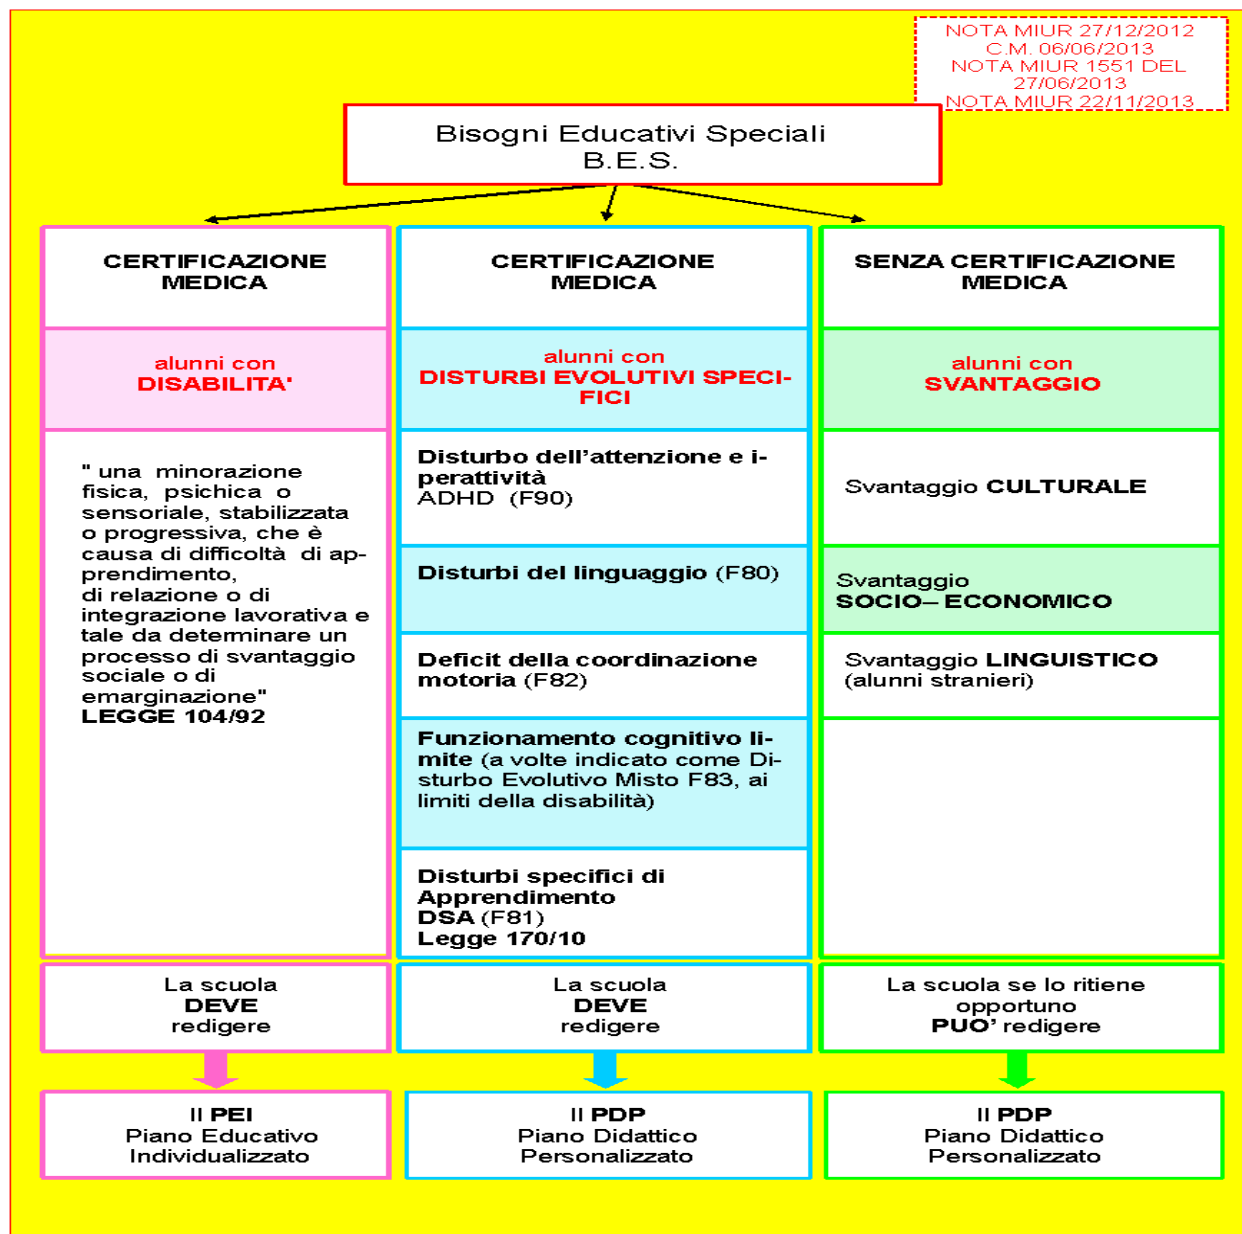 NOTA MIUR 27/12/2012
C.M. 06/06/2013
NOTA MIUR 1551 DEL
27/06/2013
NOTA MIUR 22/11/2013
Bisogni Educativi Speciali
B.E.S.
CERTIFICAZIONE
MEDICA
alunni con
DISABILITA'
" una minorazione
fisica, psichica o
sensoriale, stabilizzata
o progressiva, che è
causa di difficoltà di ap-
prendimento,
di relazione o di
integrazione lavorativa e
tale da determinare un
processo di svantaggio
sociale o di
emarginazione"
LEGGE 104/92
La scuola
DEVE
redigere
Il PEI
Piano Educativo
Individualizzato
CERTIFICAZIONE
MEDICA
alunni con
DISTURBI EVOLUTIVI SPECI-
FICI
Disturbo dell’attenzione e i-
perattività
ADHD (F90)
Disturbi del linguaggio (F80)
Deficit della coordinazione
motoria (F82)
Funzionamento cognitivo li-
mite (a volte indicato come Di-
sturbo Evolutivo Misto F83, ai
limiti della disabilità)
Disturbi specifici di
Apprendimento
DSA (F81)
Legge 170/10
La scuola
DEVE
redigere
Il PDP
Piano Didattico
Personalizzato
SENZA CERTIFICAZIONE
MEDICA
alunni con
SVANTAGGIO
Svantaggio CULTURALE
Svantaggio
SOCIO– ECONOMICO
Svantaggio LINGUISTICO
(alunni stranieri)
La scuola se lo ritiene
opportuno
PUO’ redigere
Il PDP
Piano Didattico
Personalizzato